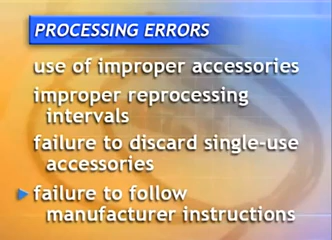 PROCESSING ERRORS
use of improper accessories
improper reprocessing
intervals
failure to discard single-use
accessories
failure to follow
manufacturer instructions